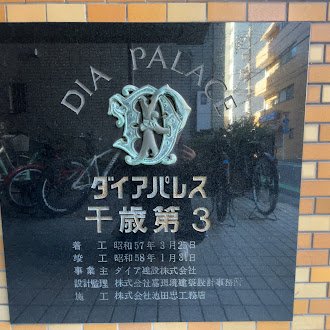 DIA PALACE
ダイアパレス
千歳第3
着工 昭和57年3月25日
竣工 昭和58年1月31日
事業主 ダイア建設株式会社
設計監理 株式会社 環境建築設計事務所
施工 株式会社池田忠工務店